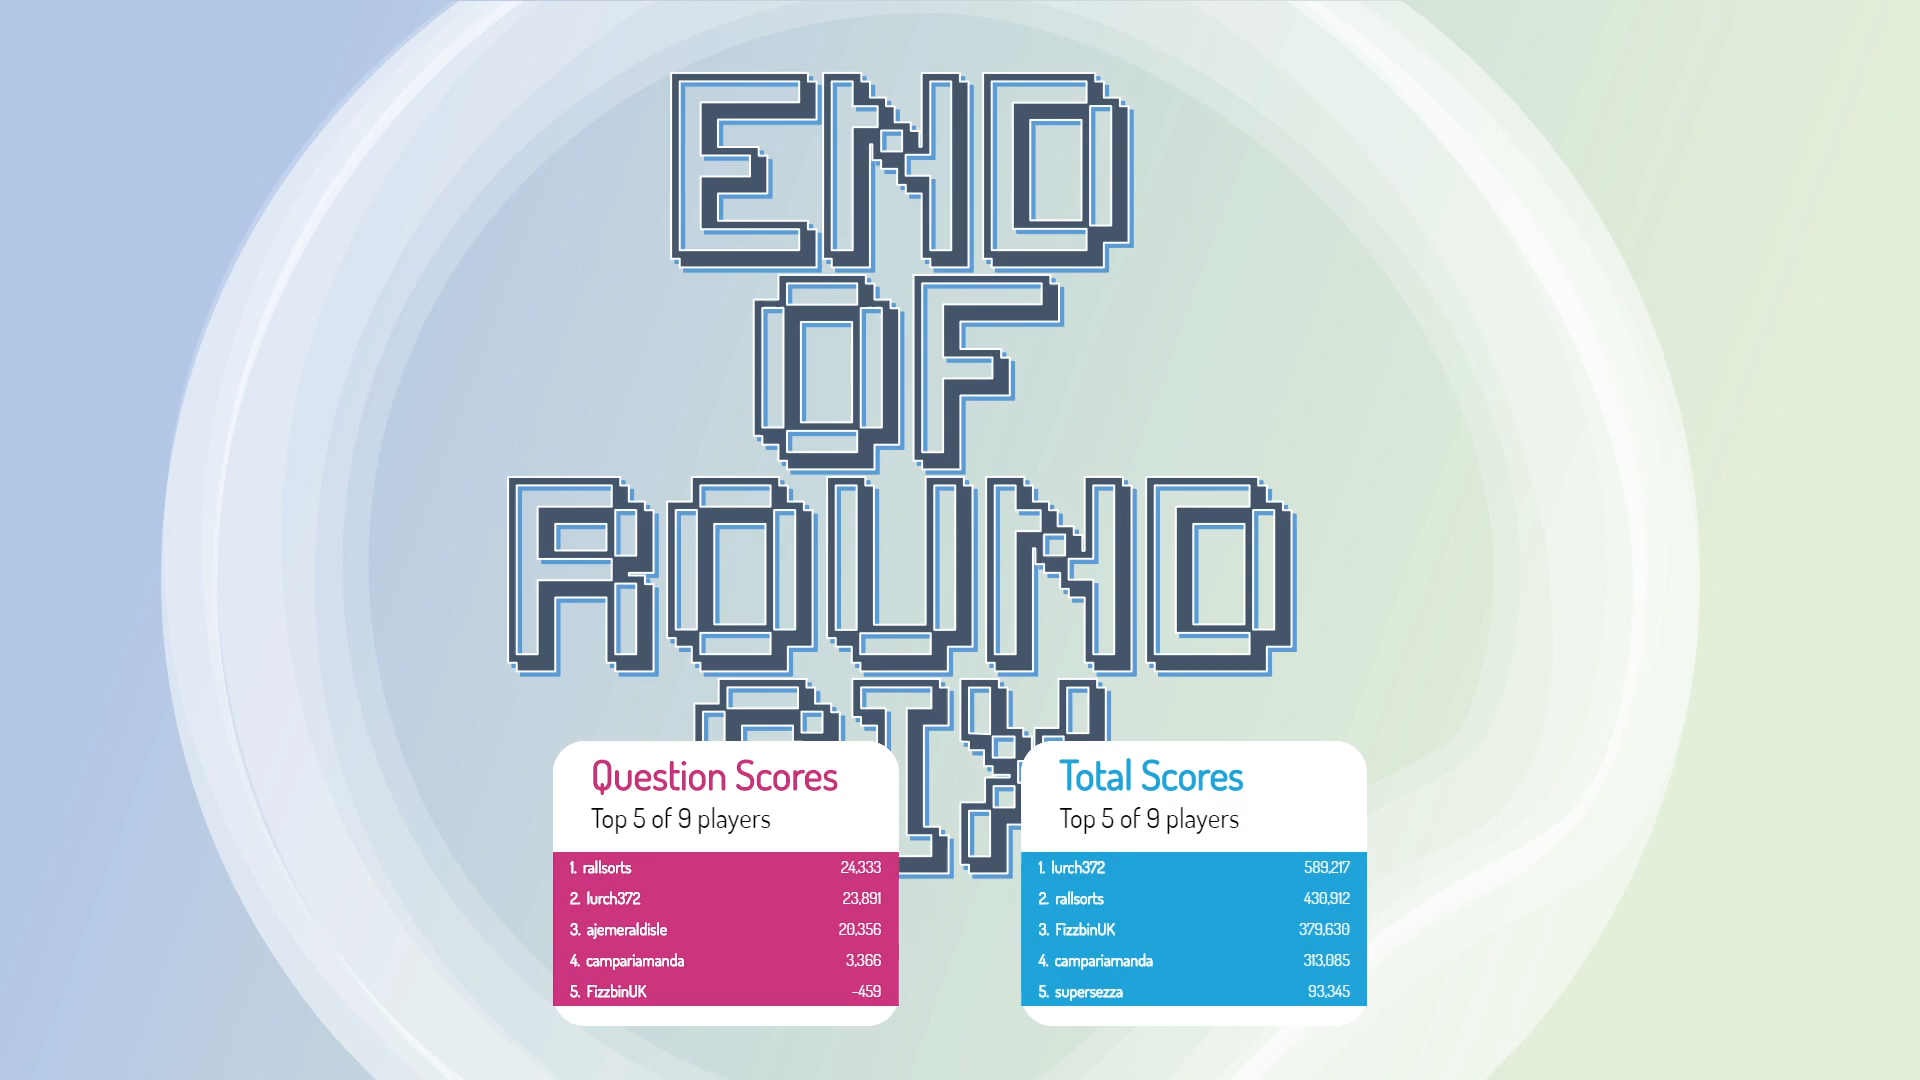 END
OF
ROUND
SIX
Question Scores
Top 5 of 9 players
1. rallsorts 24,333
2. lurch372 23,891
3. ajemeraldisle 20,356
4. campariamanda 3,366
5. FizzbinUK -459
Total Scores
Top 5 of 9 players
1. lurch372 589,217
2. rallsorts 430,912
3. FizzbinUK 379,630
4. campariamanda 313,085
5. supersezza 93,345